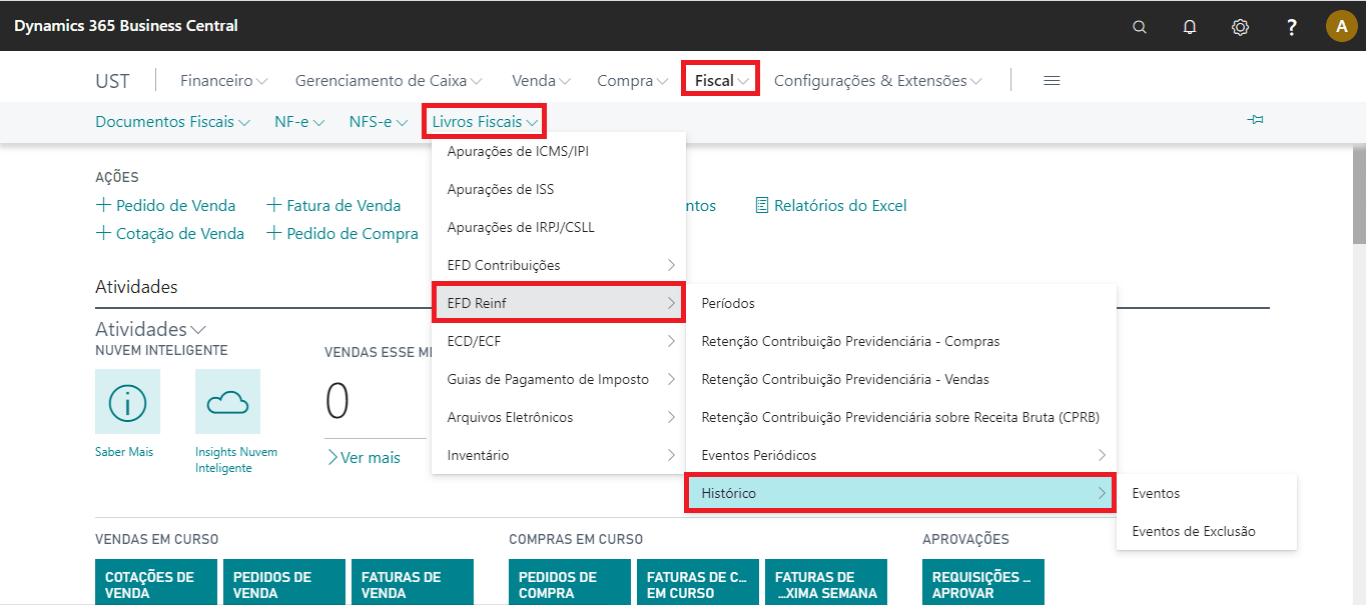 Dynamics 365 Business Central
?
A
UST
Financeiro
Gerenciamento de Caixa
Venda
Compra
Fiscal
Configurações & Extensões
Documentos Fiscais
NF-e
NFS-e
Livros Fiscais
Apurações de ICMS/IPI
Apurações de ISS
Apurações de IRPJ/CSLL
EFD Contribuições
EFD Reinf
ECD/ECF
Guias de Pagamento de Imposto
Arquivos Eletrônicos
Inventário
Períodos
Retenção Contribuição Previdenciária - Compras
Retenção Contribuição Previdenciária - Vendas
Retenção Contribuição Previdenciária sobre Receita Bruta (CPRB)
Eventos Periódicos
Histórico
Eventos
Eventos de Exclusão
AÇÕES
+ Pedido de Venda
+ Fatura de Venda
ntos
Relatórios do Excel
+ Cotação de Venda
+ Pedido de Compra
Atividades
Atividades
NUVEM INTELIGENTE
Saber Mais
Insights Nuvem
Inteligente
VENDAS ESSE M
0
Ver mais
VENDAS EM CURSO
COTAÇÕES DE
VENDA
PEDIDOS DE
VENDA
FATURAS DE
VENDA
COMPRAS EM CURSO
PEDIDOS DE
COMPRA
FATURAS DE C...
EM CURSO
FATURAS DE
...XIMA SEMANA
APROVAÇÕES
REQUISIÇÕES ...
APROVAR